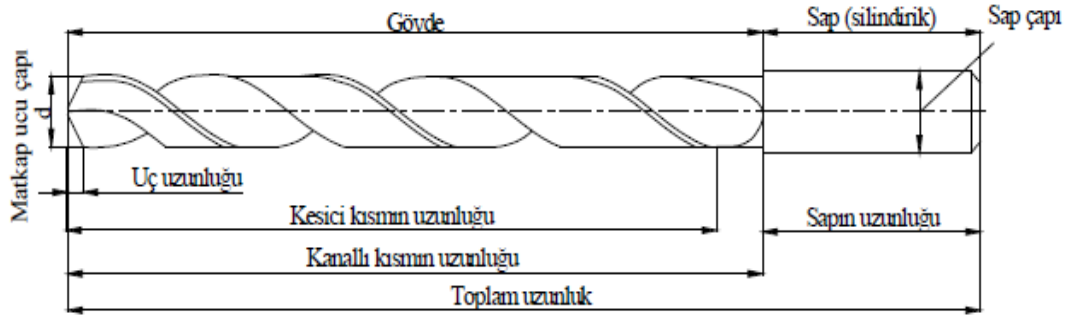 Gövde
Sap (silindirik)
Sap çapı
Matkap ucu çapı
d
Uç uzunluğu
Kesici kısmın uzunluğu
Sapın uzunluğu
Kanallı kısmın uzunluğu
Toplam uzunluk